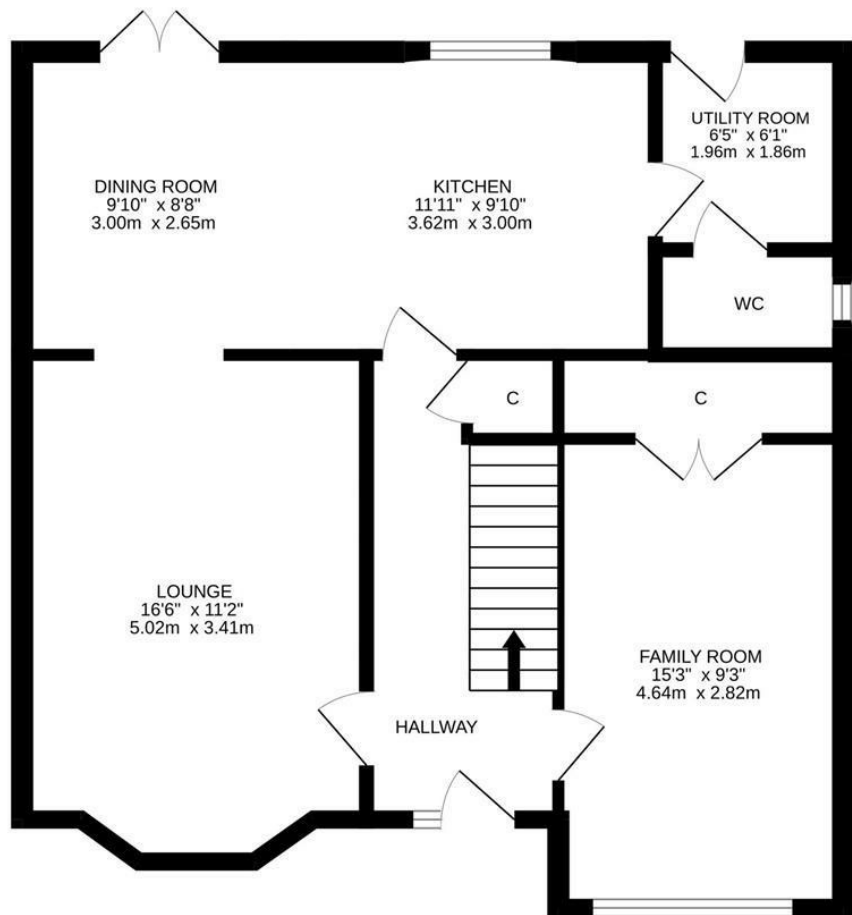 UTILITY ROOM
6'5" x 6'1"
1.96m x 1.86m
DINING ROOM
9'10" x 8'8"
3.00m x 2.65m
KITCHEN
11'11" x 9'10"
3.62m x 3.00m
WC
C
C
LOUNGE
16'6" x 11'2"
5.02m x 3.41m
FAMILY ROOM
15'3" x 9'3"
4.64m x 2.82m
HALLWAY